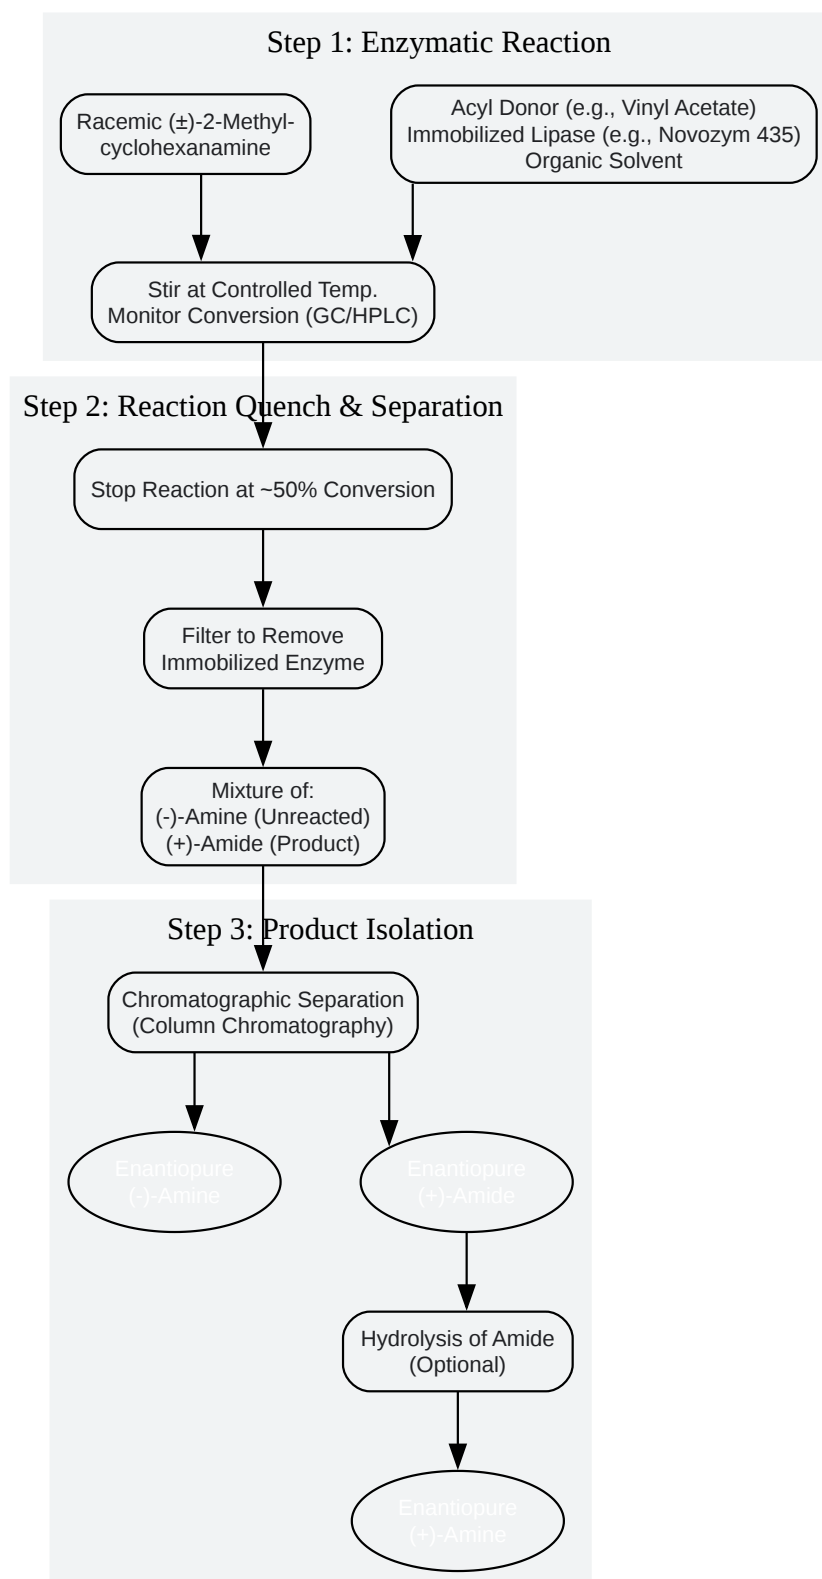 Step 1: Enzymatic Reaction
Racemic (±)-2-Methyl-
cyclohexanamine
Acyl Donor (e.g., Vinyl Acetate)
Immobilized Lipase (e.g., Novozym 435)
Organic Solvent
Stir at Controlled Temp.
Monitor Conversion (GC/HPLC)
Step 2: Reaction Quench & Separation
Stop Reaction at ~50% Conversion
Filter to Remove
Immobilized Enzyme
Mixture of:
(-)-Amine (Unreacted)
(+)-Amide (Product)
Step 3: Product Isolation
Chromatographic Separation
(Column Chromatography)
Enantiopure
(-)-Amine
Enantiopure
(+)-Amide
Hydrolysis of Amide
(Optional)
Enantiopure
(+)-Amine